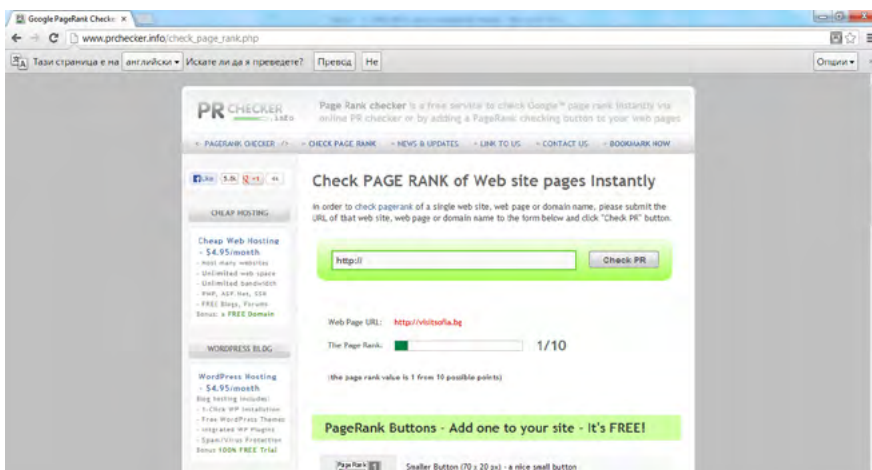 Google PageRank Checke
www.prchecker.info/check_page_rank.php
Тази страница е на английски Искате ли да я преведете? Превод Не Опции
PR CHECKER .info
Page Rank checker is a free service to check Google™ page rank instantly via
online PR checker or by adding a PageRank checking button to your web pages
PAGERANK CHECKER CHECK PAGE RANK NEWS & UPDATES LINK TO US CONTACT US BOOKMARK NOW
Like +1
Check PAGE RANK of Web site pages Instantly
In order to check pagerank of a single web site, web page or domain name, please submit the
URL of that web site, web page or domain name to the form below and click "Check PR" button.
http:// Check PR
Web Page URL: http://visitsofia.bg
The Page Rank: 1/10
(the page rank value is 1 from 10 possible points)
PageRank Buttons - Add one to your site - It's FREE!
Page Rank 1 Smaller Button (70 x 20 px) - a nice small button
CHEAP HOSTING
Cheap Web Hosting
- $4.95/month
- Host many websites
- Unlimited web space
- Unlimited bandwidth
- PHP, ASP.Net, SSH
- FREE Blogs, Forums
Bonus: a FREE Domain
WORDPRESS BLOG
WordPress Hosting
- $4.95/month
Blog hosting includes:
- 1-Click WP Installation
- Free WordPress Themes
- Integrated WP Plugins
- Spam/Virus Protection
Bonus 100% FREE Trial